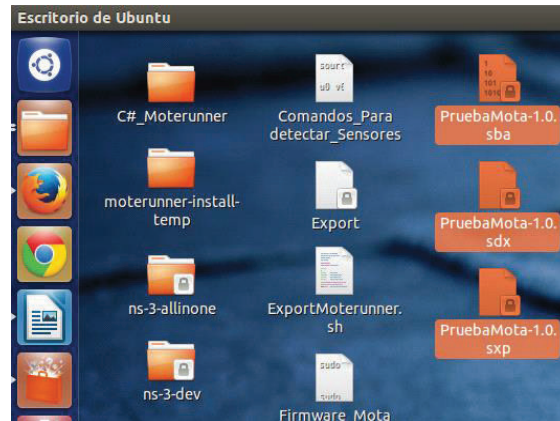 Escritorio de Ubuntu
C#_Moterunner
Comandos_Para
detectar_Sensores
PruebaMota-1.0.
sba
moterunner-install-
temp
Export
PruebaMota-1.0.
sdx
ns-3-allinone
ExportMoterunner.
sh
PruebaMota-1.0.
sxp
ns-3-dev
Firmware_Mota